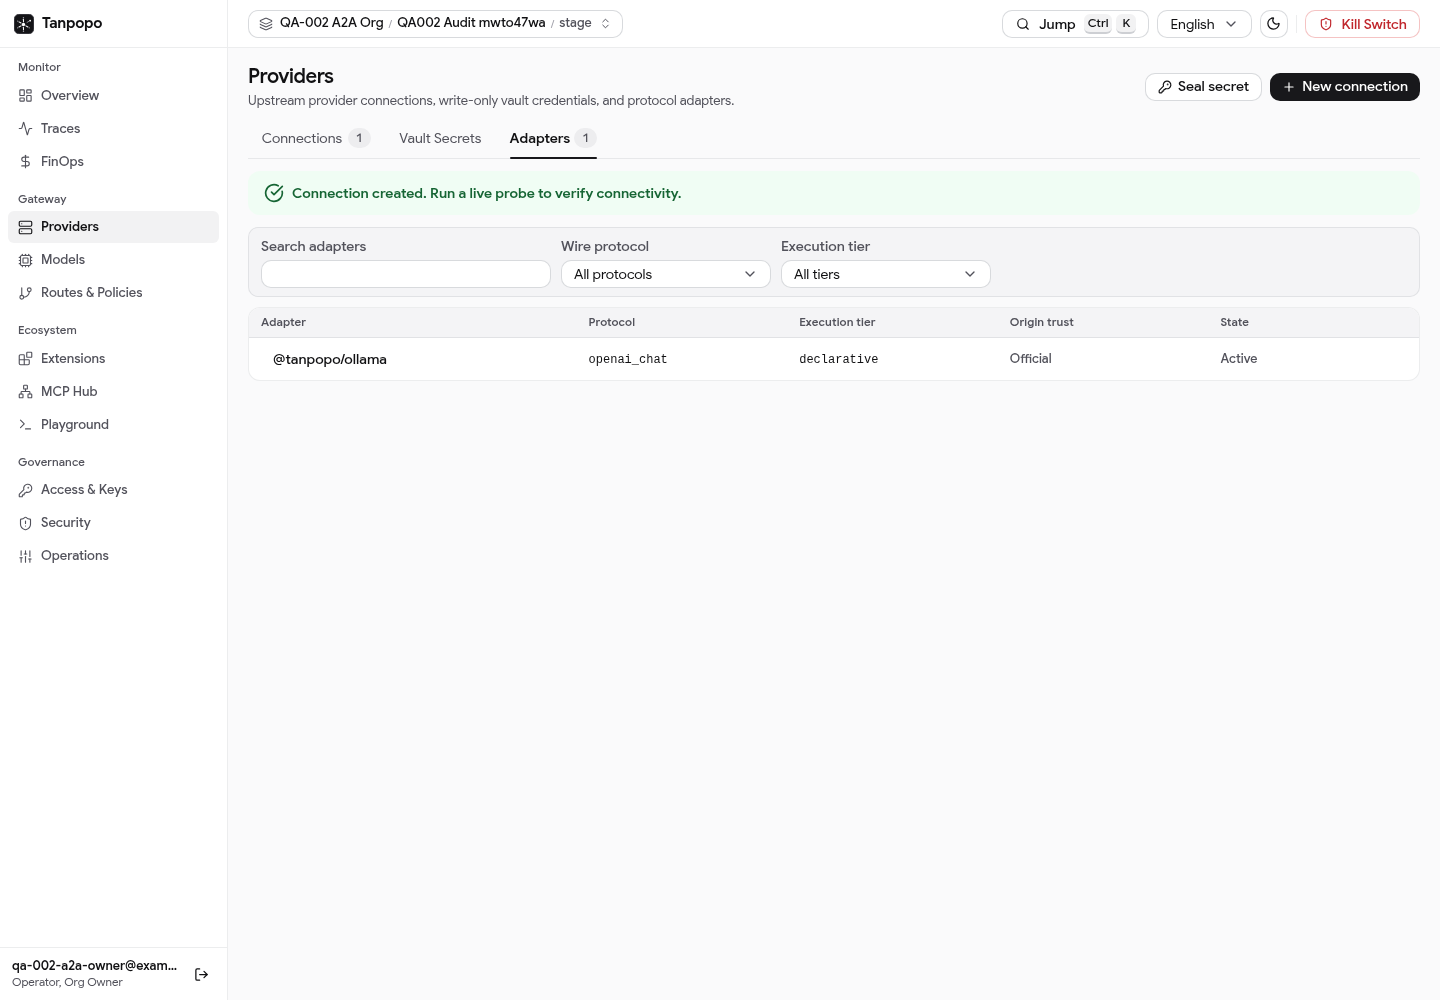 Tanpopo
QA-002 A2A Org / QA002 Audit mwto47wa / stage
Jump Ctrl K
English
Kill Switch
Monitor
Overview
Traces
FinOps
Gateway
Providers
Models
Routes & Policies
Ecosystem
Extensions
MCP Hub
Playground
Governance
Access & Keys
Security
Operations
qa-002-a2a-owner@exam...
Operator, Org Owner
Providers
Upstream provider connections, write-only vault credentials, and protocol adapters.
Seal secret
New connection
Connections 1
Vault Secrets
Adapters 1
Connection created. Run a live probe to verify connectivity.
Search adapters
Wire protocol
All protocols
Execution tier
All tiers
Adapter Protocol Execution tier Origin trust State
@tanpopo/ollama openai_chat declarative Official Active